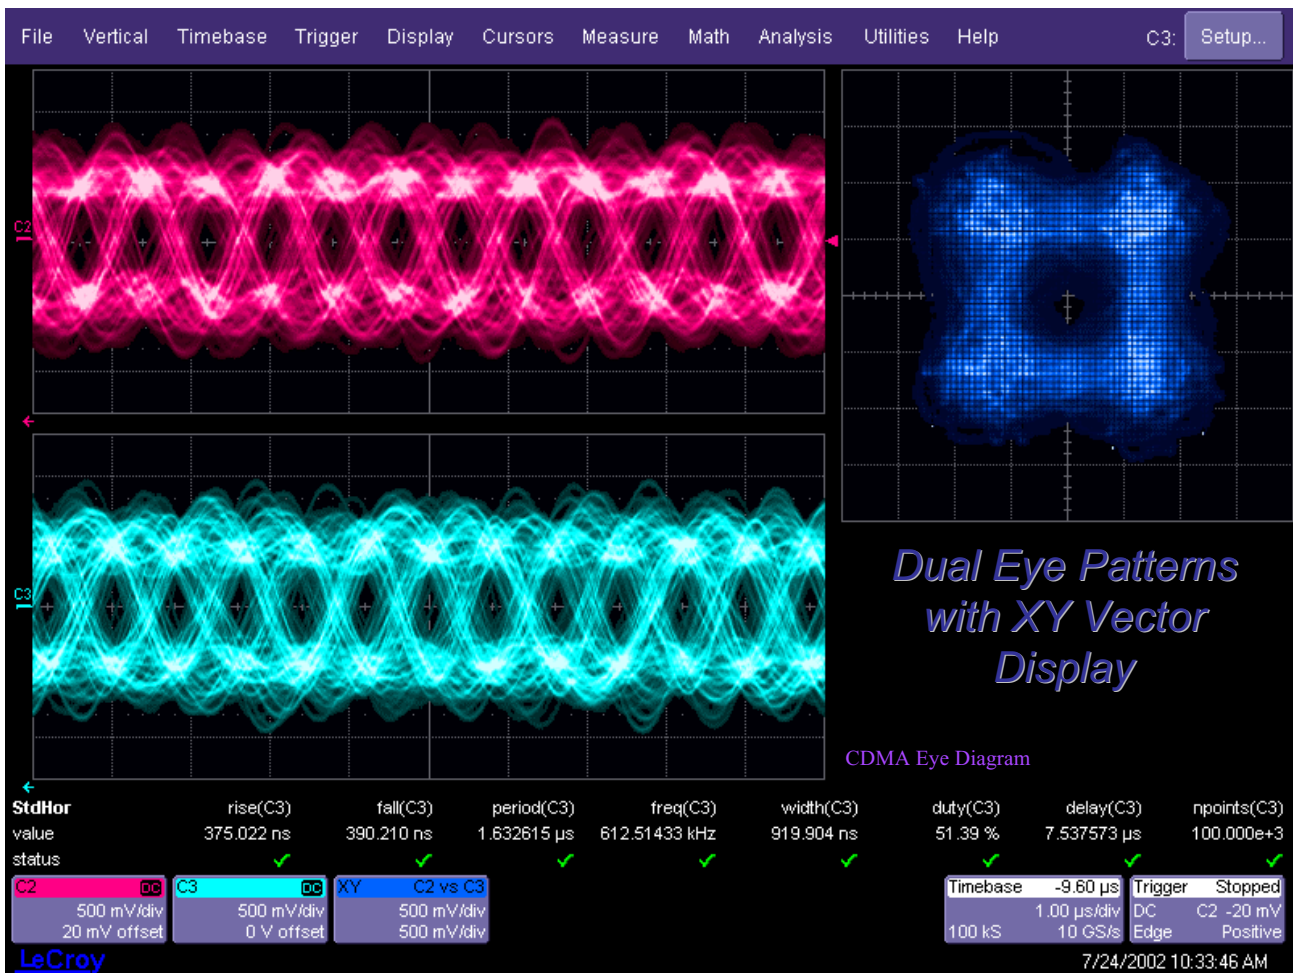 File Vertical Timebase Trigger Display Cursors Measure Math Analysis Utilities Help C3: Setup...
C2
C3
Dual Eye Patterns
with XY Vector
Display
CDMA Eye Diagram
StdHor rise(C3) fall(C3) period(C3) freq(C3) width(C3) duty(C3) delay(C3) npoints(C3)
value 375.022 ns 390.210 ns 1.632615 µs 612.51433 kHz 919.904 ns 51.39 % 7.537573 µs 100.000e+3
status
C2 DC C3 DC XY C2 vs C3 Timebase -9.60 µs Trigger Stopped
500 mV/div 500 mV/div 500 mV/div 1.00 µs/div DC C2 -20 mV
20 mV offset 0 V offset 500 mV/div 100 kS 10 GS/s Edge Positive
LeCroy 7/24/2002 10:33:46 AM